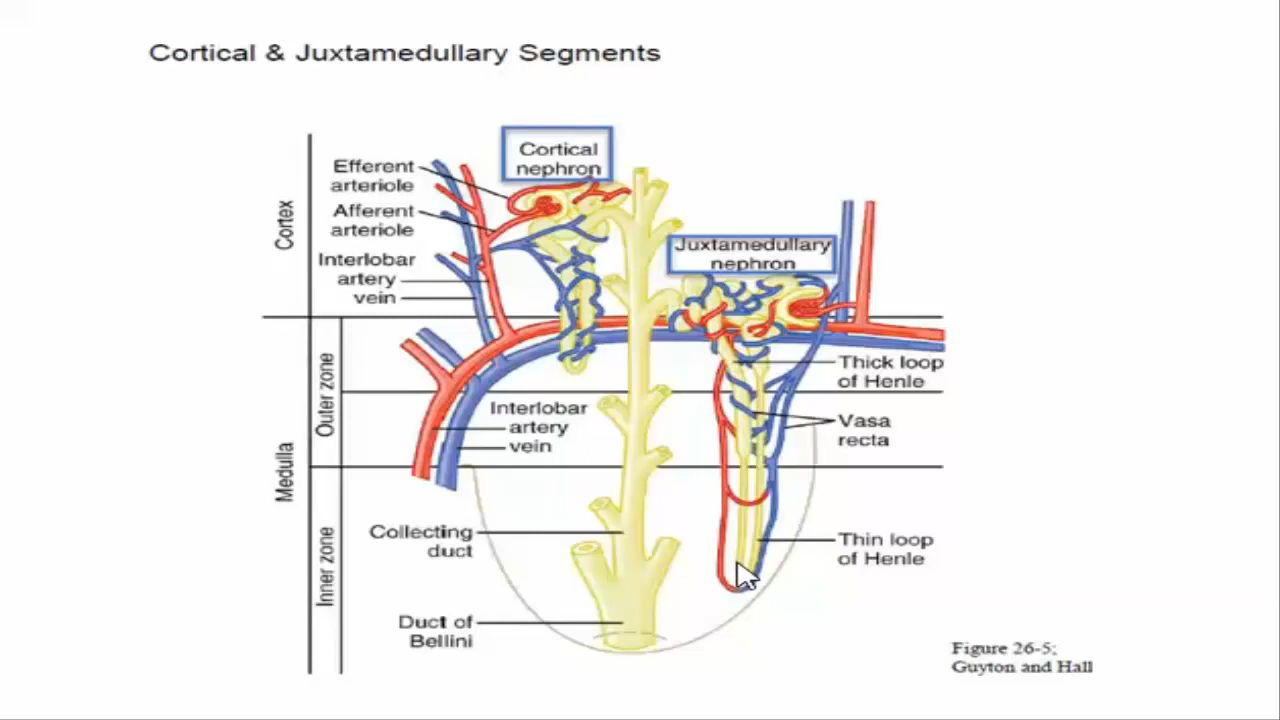 Cortical & Juxtamedullary Segments
Cortical
nephron
Efferent
arteriole
Afferent
arteriole
Interlobar
artery
vein
Cortex
Juxtamedullary
nephron
Thick loop
of Henle
Outer zone
Interlobar
artery
vein
Vasa
recta
Medulla
Collecting
duct
Thin loop
of Henle
Inner zone
Duct of
Bellini
Figure 26-5;
Guyton and Hall